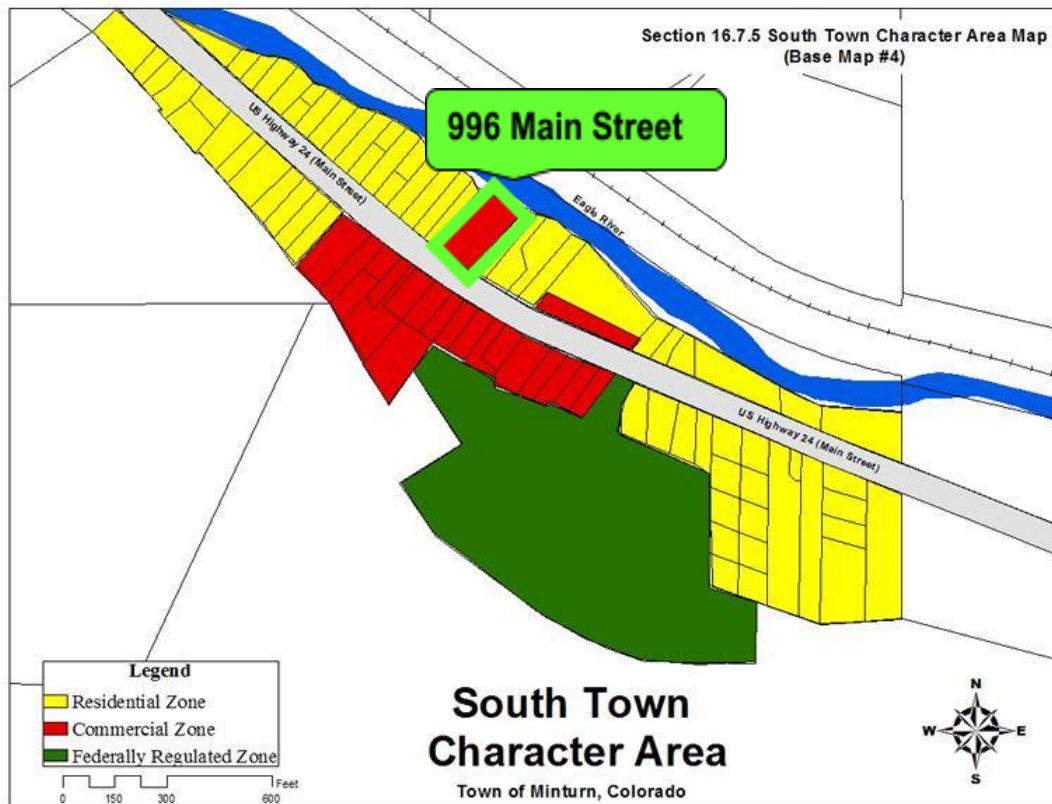 Section 16.7.5 South Town Character Area Map
(Base Map #4)
996 Main Street
US Highway 24 (Main Street)
Eagle River
US Highway 24 (Main Street)
Legend
Residential Zone
Commercial Zone
Federally Regulated Zone
Feet
0 150 300 600
South Town
Character Area
Town of Minturn, Colorado
N
W E
S